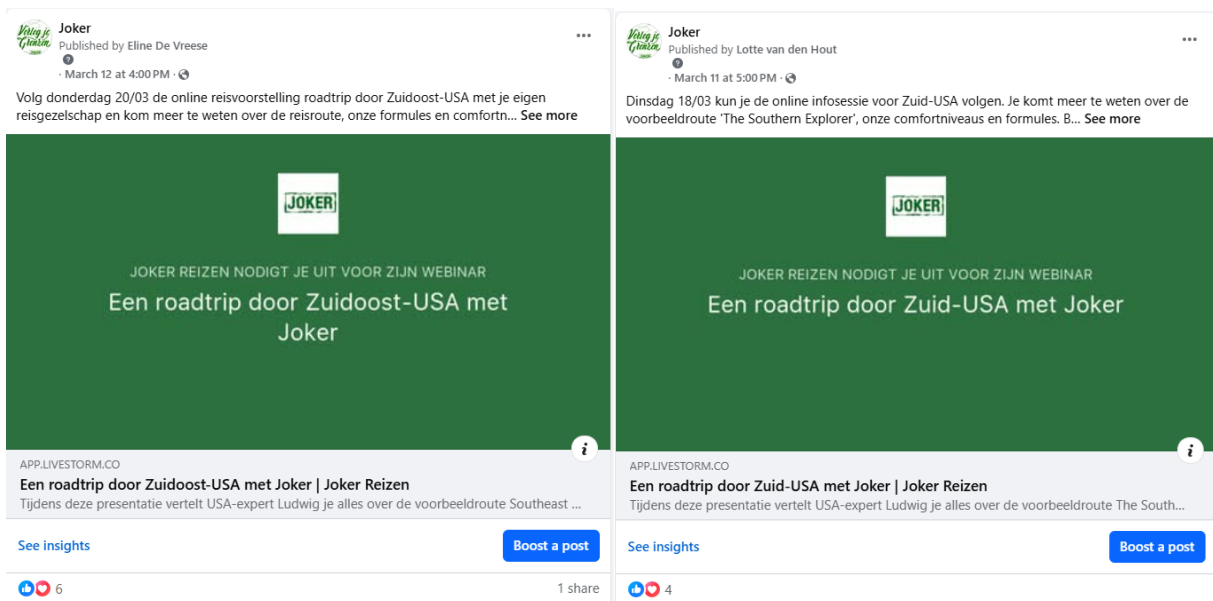 Verleg je
Grenzen
JOKER
Joker
Published by Eline De Vreese
· March 12 at 4:00 PM ·
Volg donderdag 20/03 de online reisvoorstelling roadtrip door Zuidoost-USA met je eigen
reisgezelschap en kom meer te weten over de reisroute, onze formules en comfortn... See more
JOKER
JOKER REIZEN NODIGT JE UIT VOOR ZIJN WEBINAR
Een roadtrip door Zuidoost-USA met
Joker
APP.LIVESTORM.CO
Een roadtrip door Zuidoost-USA met Joker | Joker Reizen
Tijdens deze presentatie vertelt USA-expert Ludwig je alles over de voorbeeldroute Southeast ...
See insights
Boost a post
6
1 share
Verleg je
Grenzen
JOKER
Joker
Published by Lotte van den Hout
· March 11 at 5:00 PM ·
Dinsdag 18/03 kun je de online infosessie voor Zuid-USA volgen. Je komt meer te weten over de
voorbeeldroute 'The Southern Explorer', onze comfortniveaus en formules. B... See more
JOKER
JOKER REIZEN NODIGT JE UIT VOOR ZIJN WEBINAR
Een roadtrip door Zuid-USA met Joker
APP.LIVESTORM.CO
Een roadtrip door Zuid-USA met Joker | Joker Reizen
Tijdens deze presentatie vertelt USA-expert Ludwig je alles over de voorbeeldroute The South...
See insights
Boost a post
4